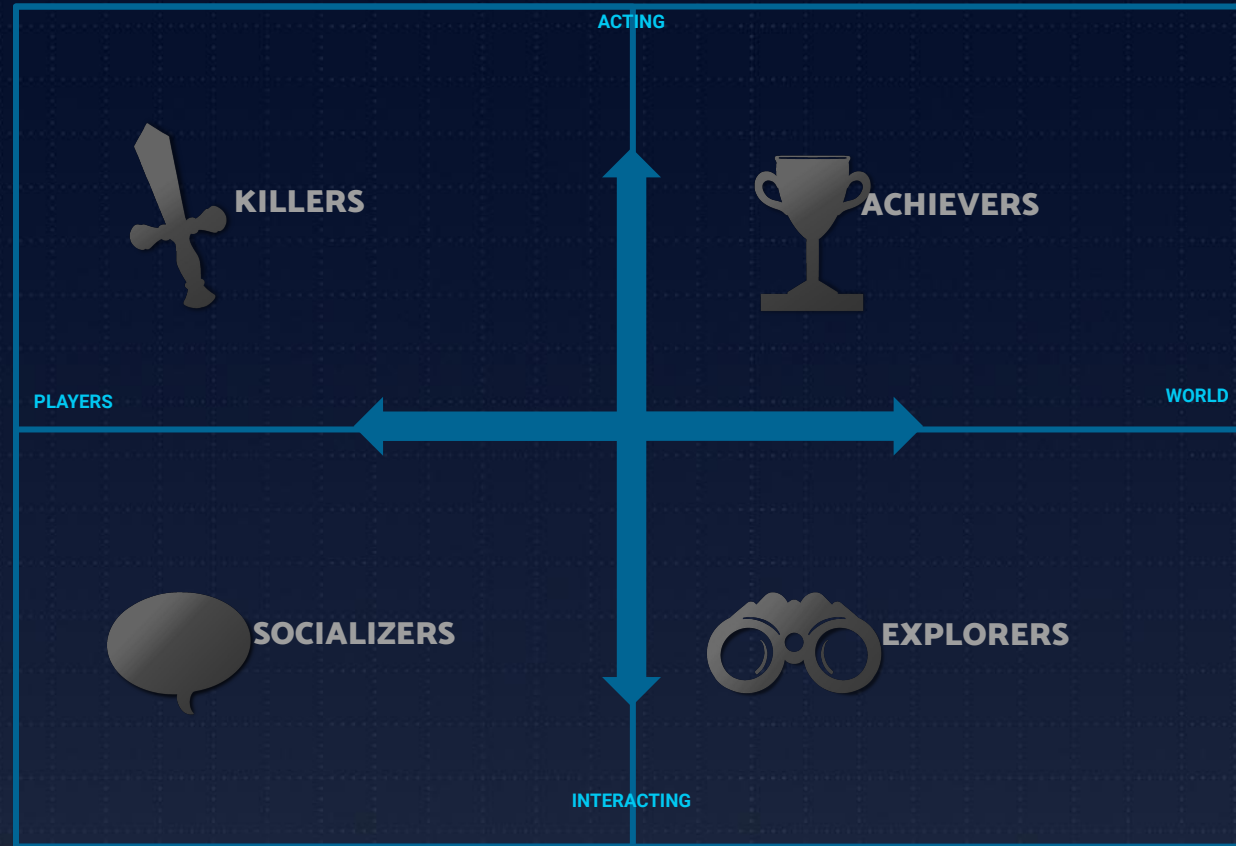 ACTING
KILLERS
ACHIEVERS
PLAYERS
WORLD
SOCIALIZERS
EXPLORERS
INTERACTING